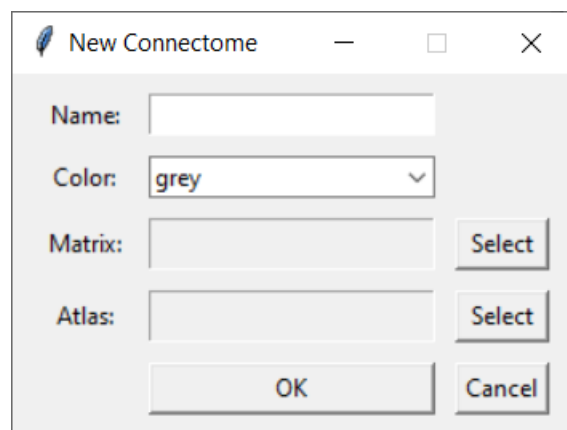 New Connectome
Name:
Color: grey
Matrix: Select
Atlas: Select
OK Cancel